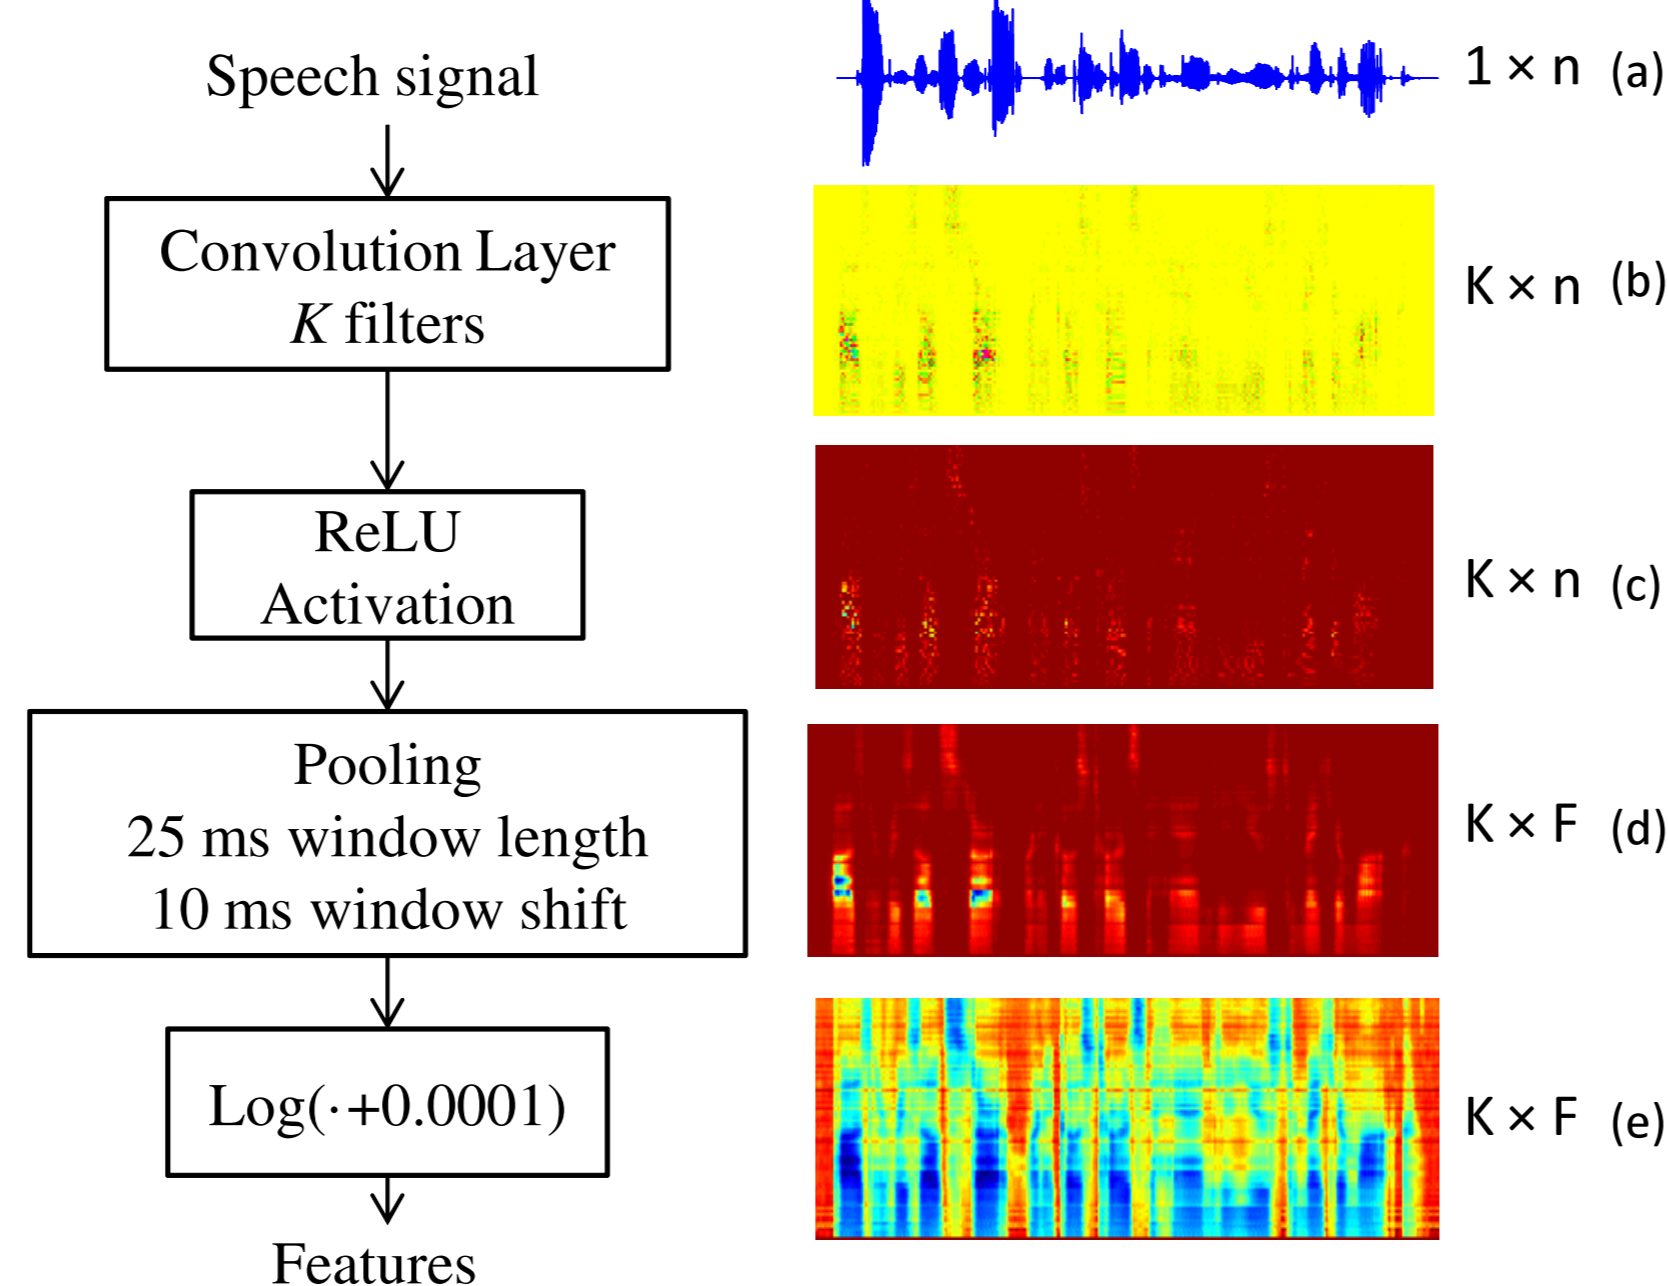 Speech signal
1 × n (a)
Convolution Layer
K filters
K × n (b)
ReLU
Activation
K × n (c)
Pooling
25 ms window length
10 ms window shift
K × F (d)
Log(·+0.0001)
K × F (e)
Features